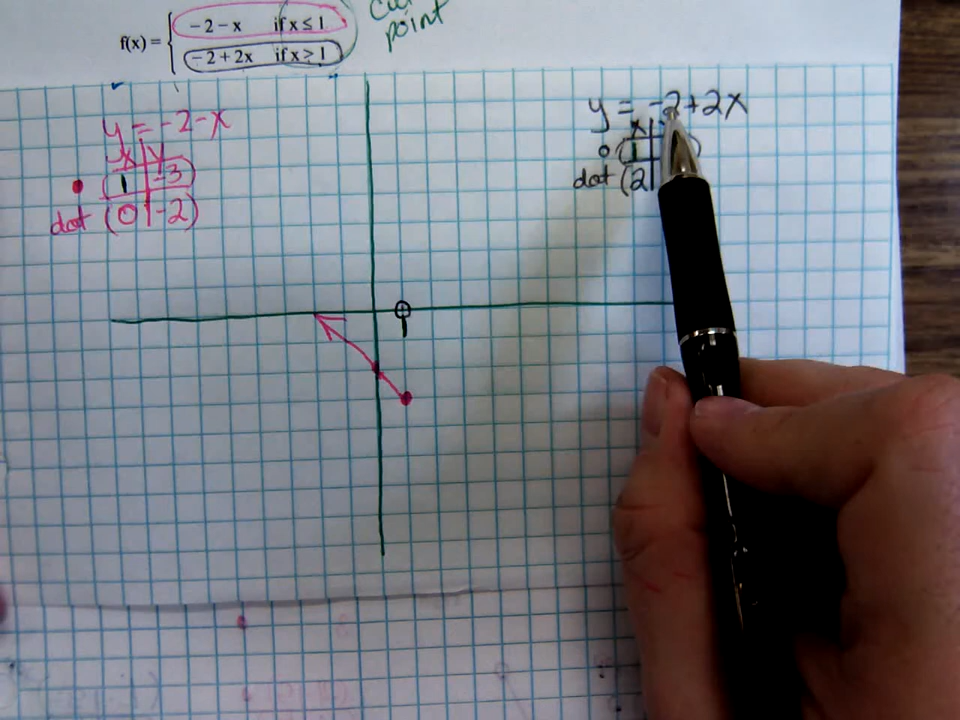 f(x) =
-2 - x if x ≤ 1
-2 + 2x if x > 1
point
y = -2 - x
x y
1 -3
dot (0 -2)
y = -2 + 2x
x
o (1 )
dot (2
1